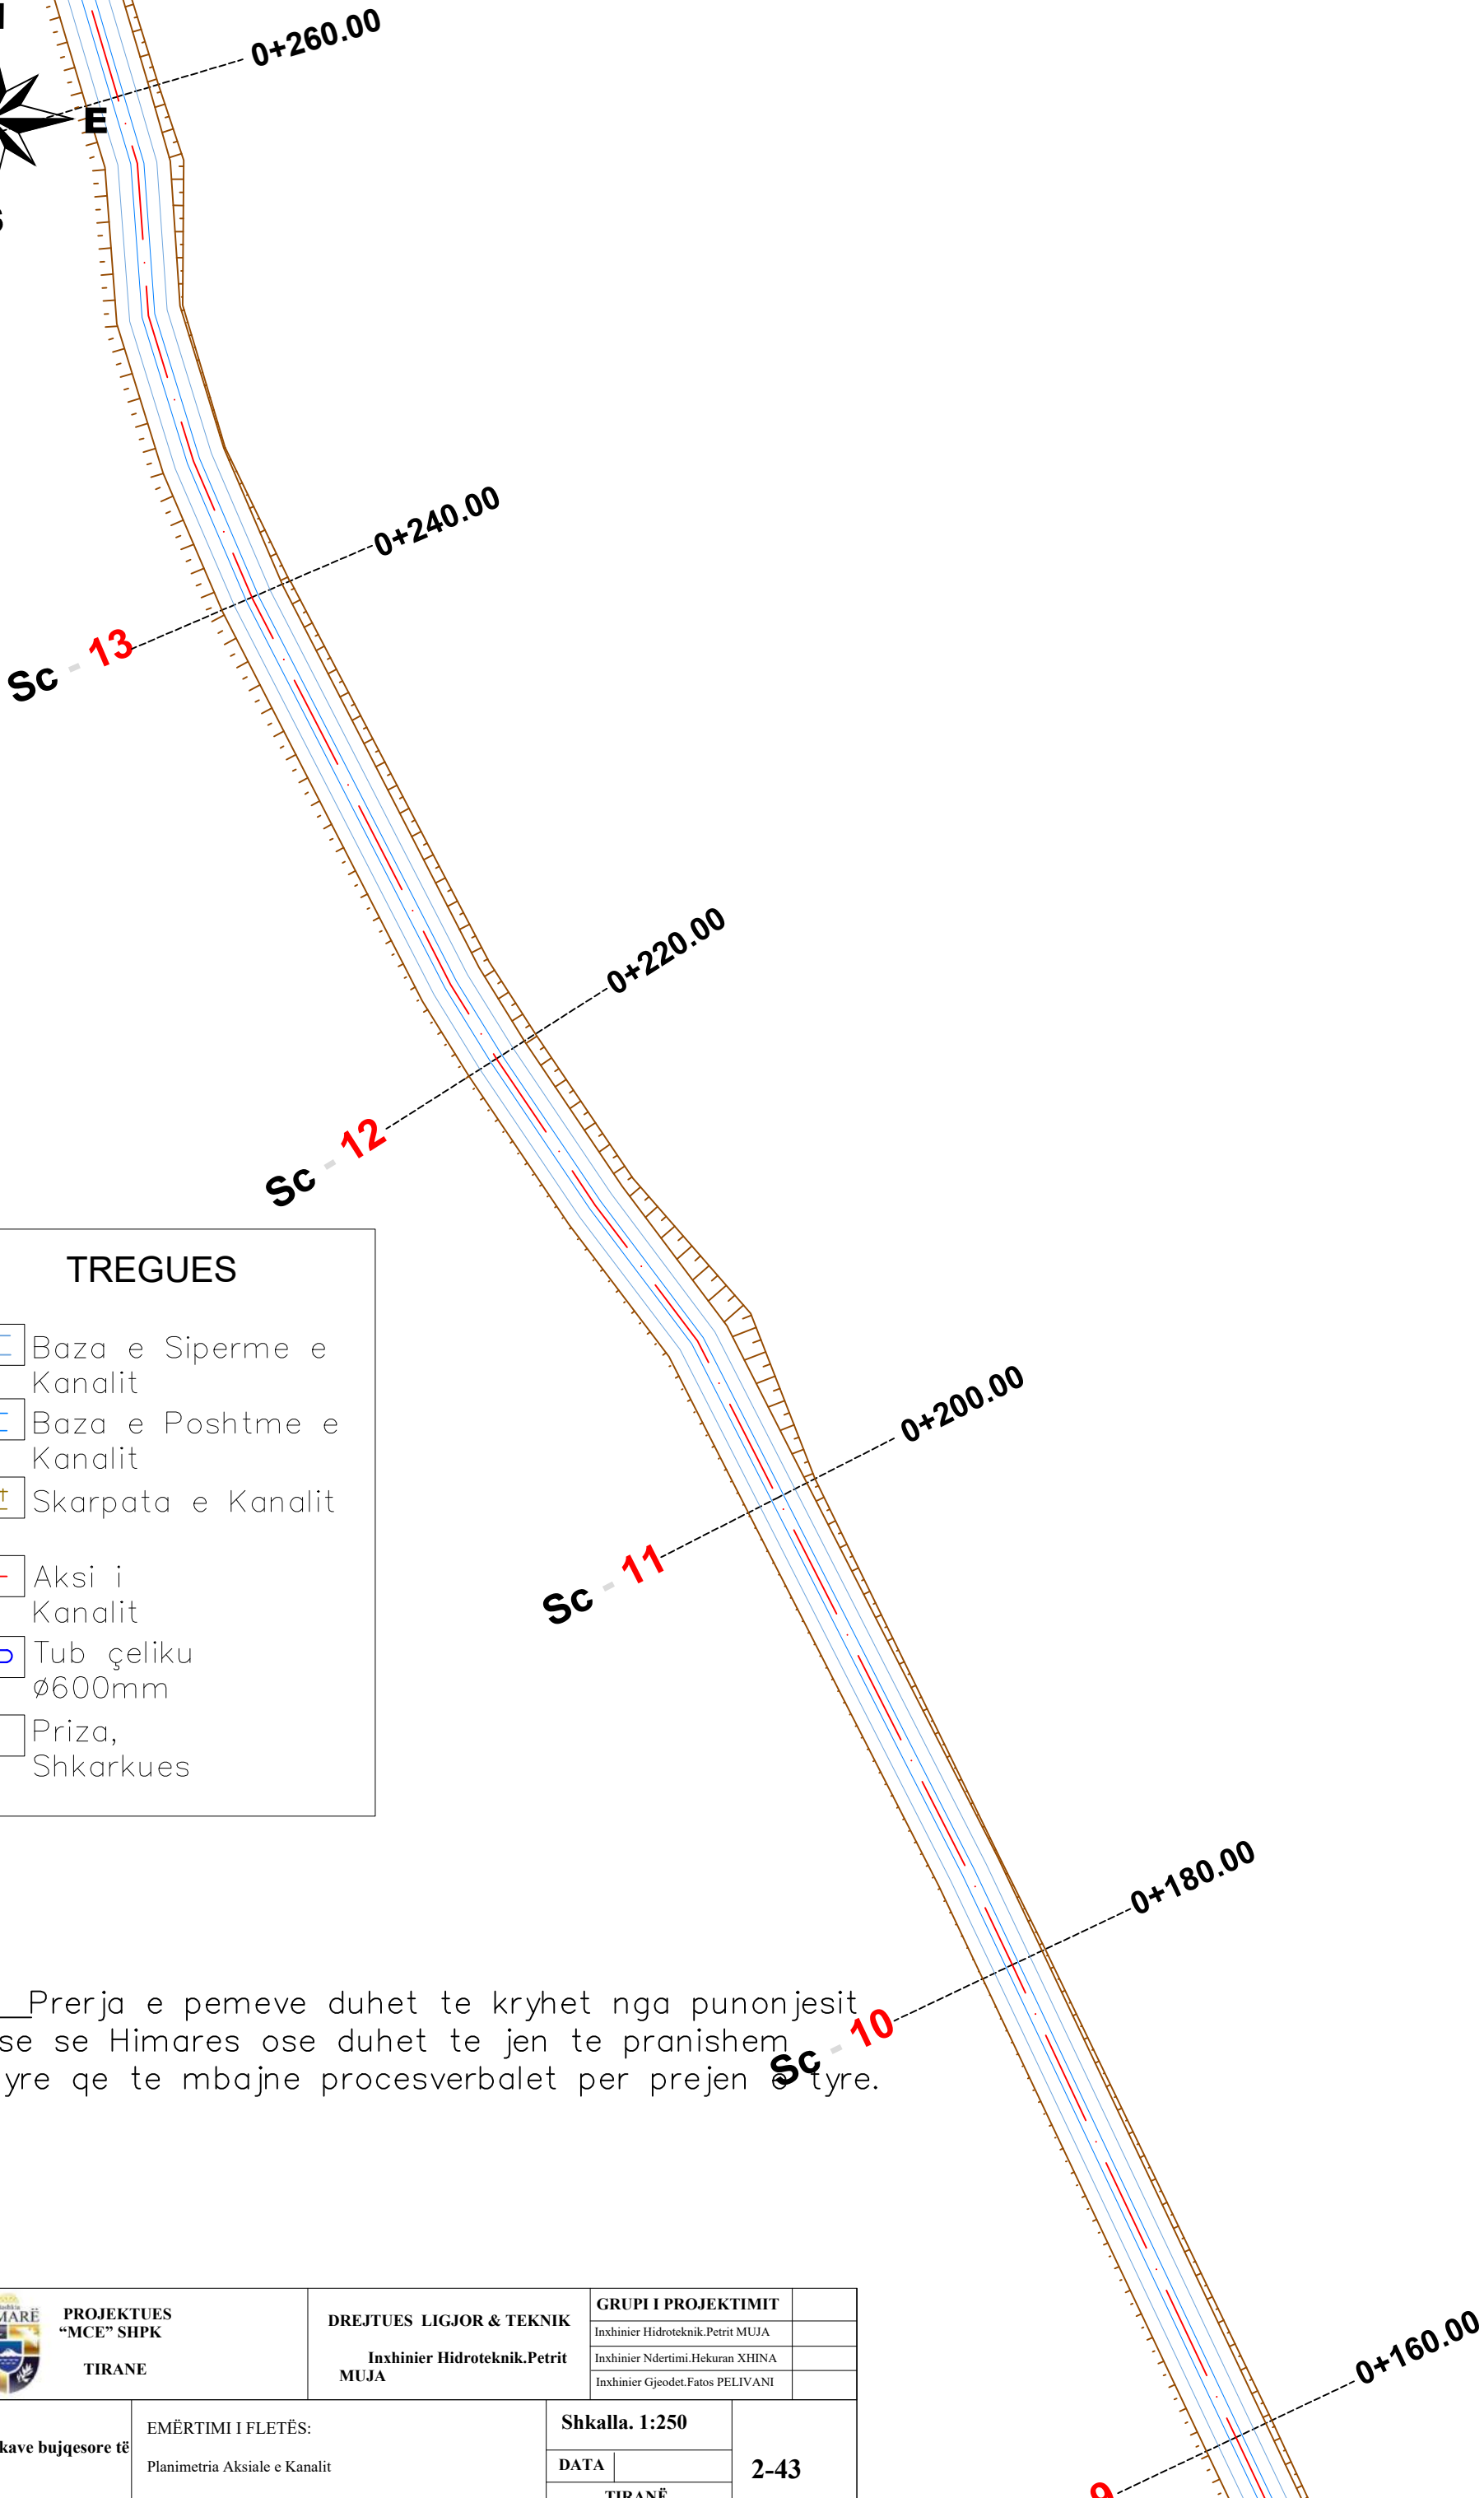 0+260.00
E
0+240.00
Sc - 13
0+220.00
Sc - 12
TREGUES
Baza e Siperme e
Kanalit
Baza e Poshtme e
Kanalit
Skarpata e Kanalit
Aksi i
Kanalit
Tub çeliku
Ø600mm
Priza,
Shkarkues
0+200.00
Sc - 11
0+180.00
Sc - 10
Prerja e pemeve duhet te kryhet nga punonjesit
se se Himares ose duhet te jen te pranishem
yre qe te mbajne procesverbalet per prejen e tyre.
0+160.00
9
PROJEKTUES
“MCE” SHPK
TIRANE
DREJTUES LIGJOR & TEKNIK
Inxhinier Hidroteknik.Petrit
MUJA
GRUPI I PROJEKTIMIT
Inxhinier Hidroteknik.Petrit MUJA
Inxhinier Ndertimi.Hekuran XHINA
Inxhinier Gjeodet.Fatos PELIVANI
kave bujqesore të
EMËRTIMI I FLETËS:
Planimetria Aksiale e Kanalit
Shkalla. 1:250
DATA
TIRANË
2-43